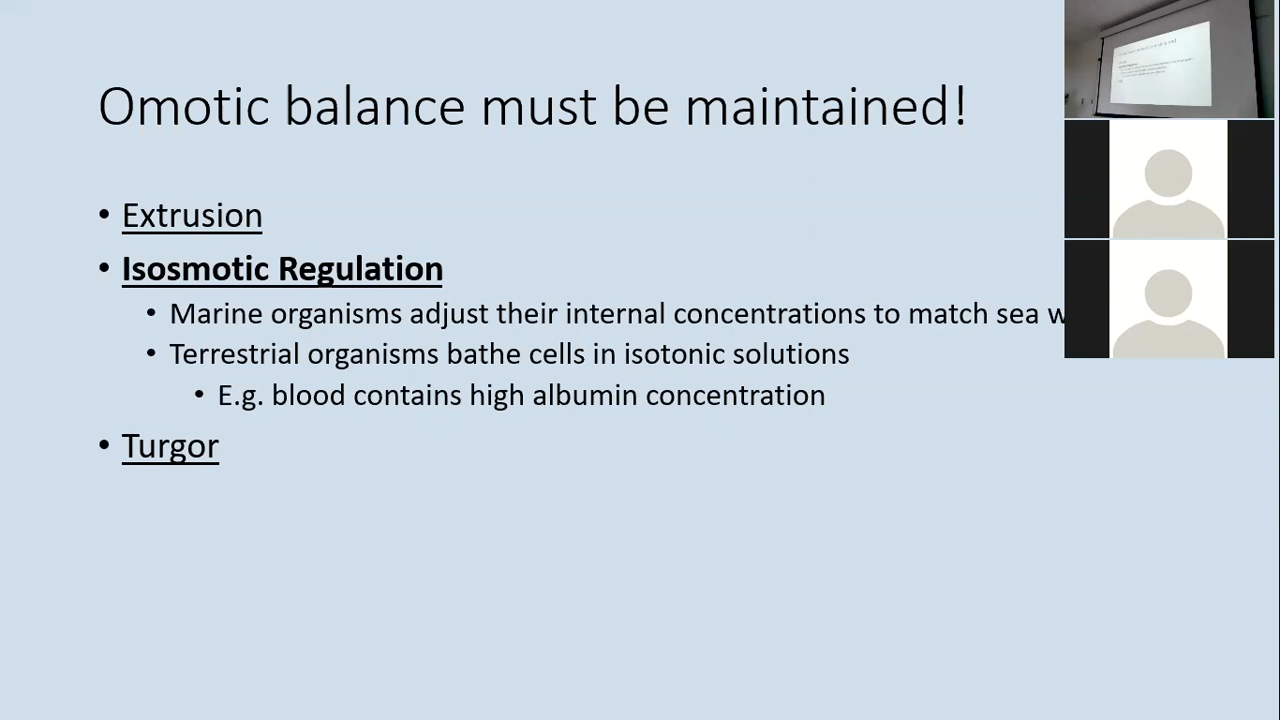 Omotic balance must be maintained!
• Extrusion
• Isosmotic Regulation
• Marine organisms adjust their internal concentrations to match sea
• Terrestrial organisms bathe cells in isotonic solutions
• E.g. blood contains high albumin concentration
• Turgor